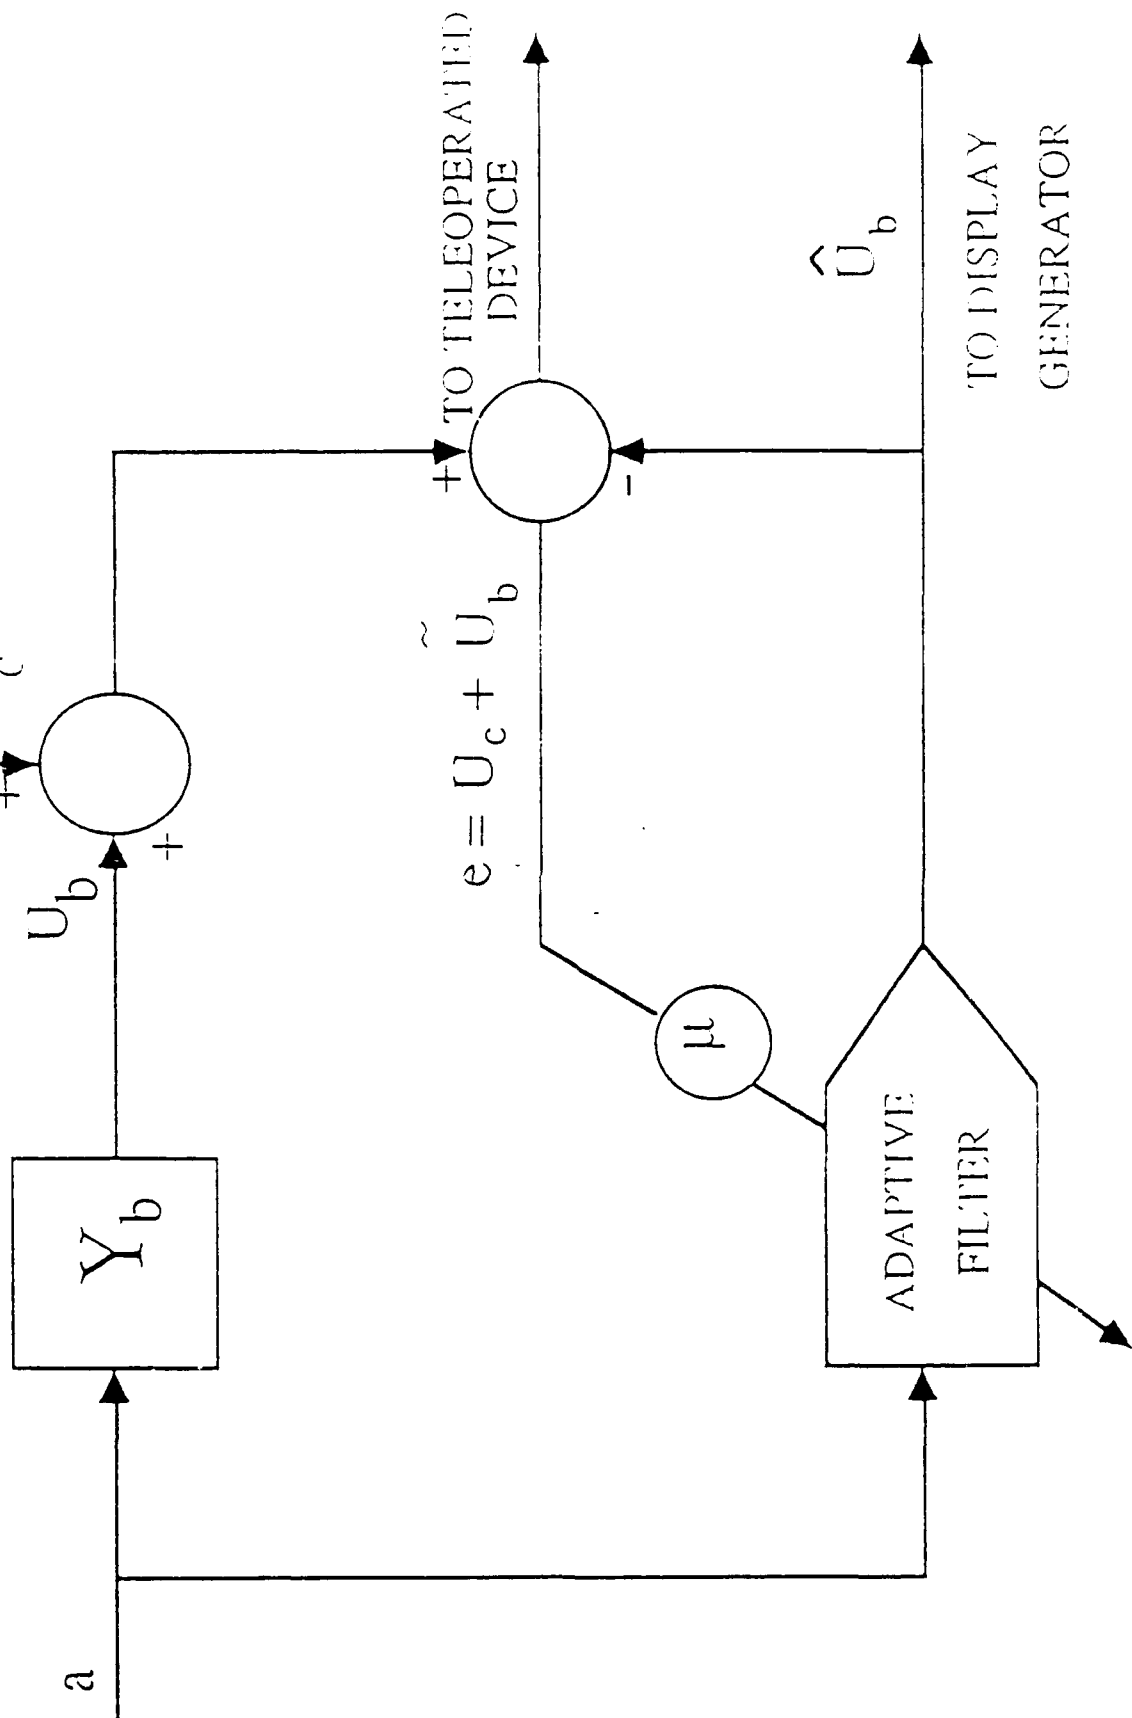 a
Y_b
U_b
+
+
c
+
-
TO TELEOPERATED
DEVICE
e = U_c + Ũ_b
μ
ADAPTIVE
FILTER
Û_b
TO DISPLAY
GENERATOR